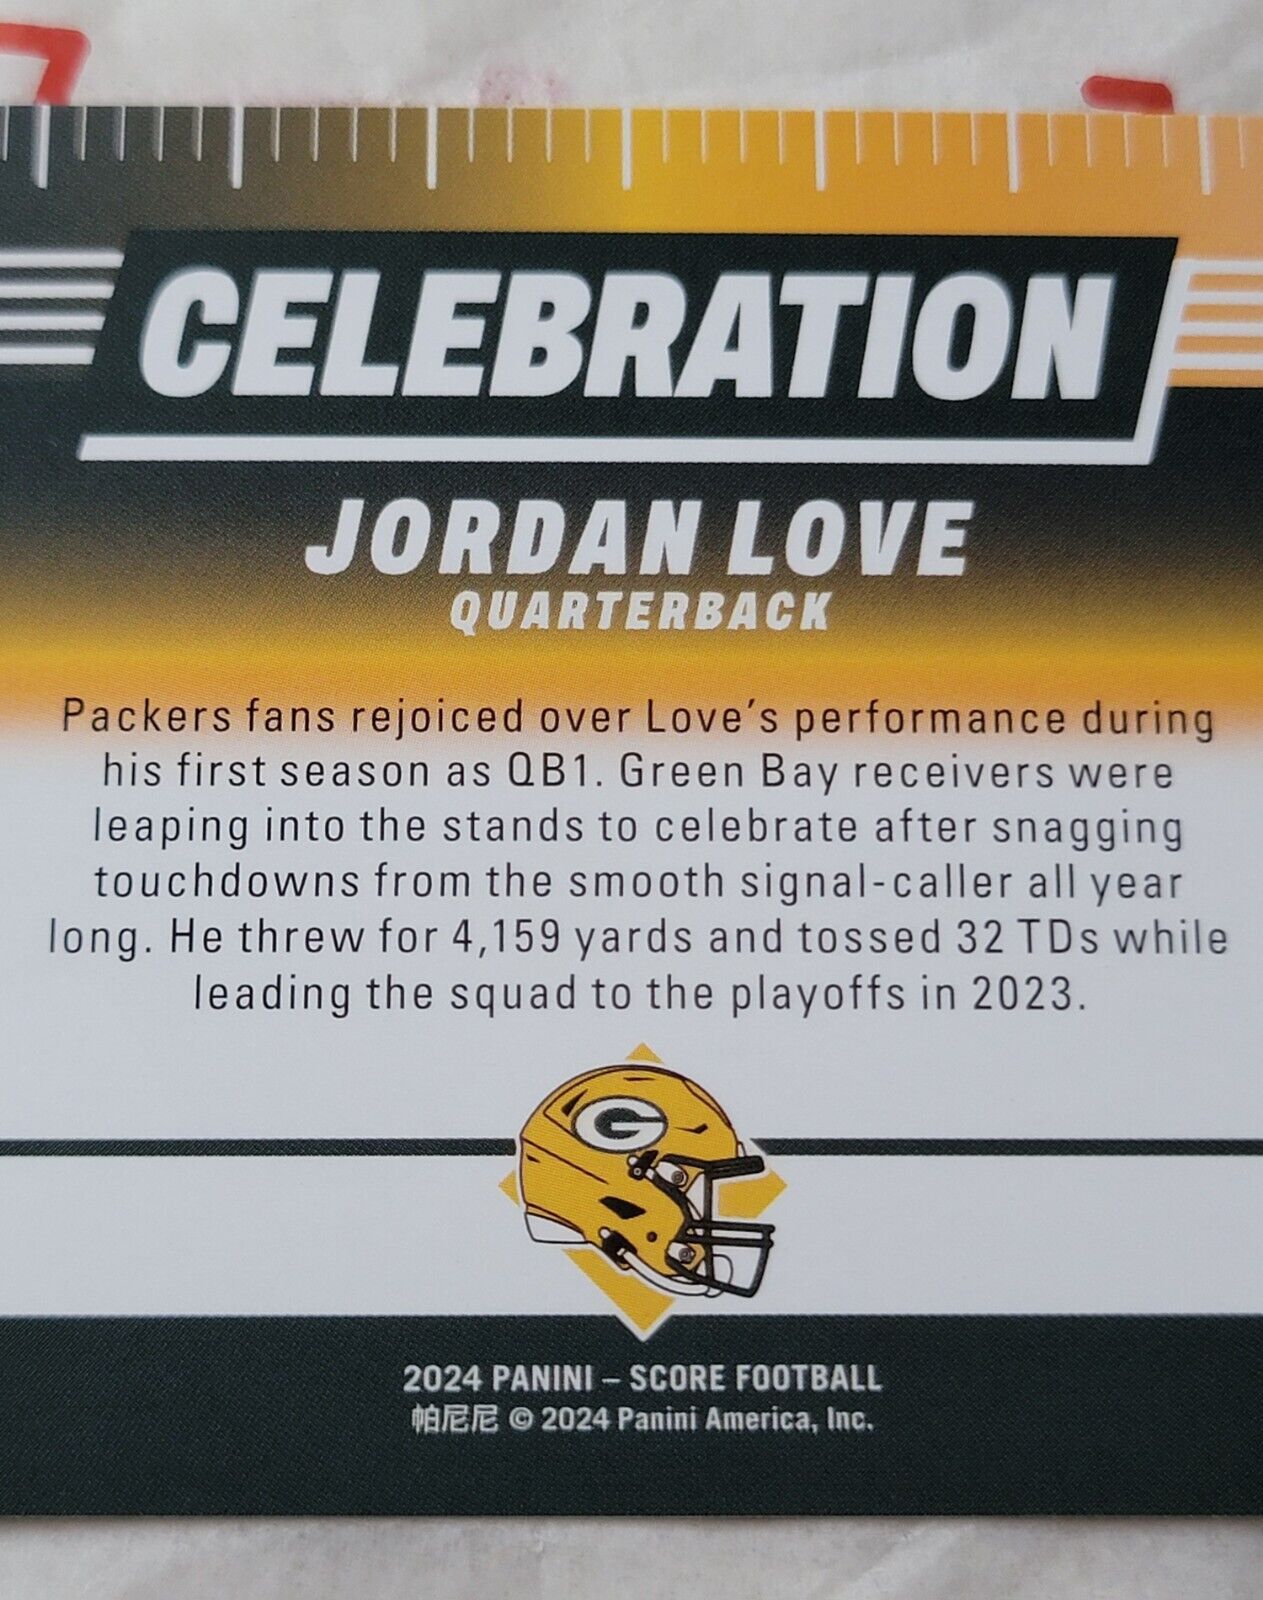 CELEBRATION
JORDAN LOVE
QUARTERBACK
Packers fans rejoiced over Love's performance during
his first season as QB1. Green Bay receivers were
leaping into the stands to celebrate after snagging
touchdowns from the smooth signal-caller all year
long. He threw for 4,159 yards and tossed 32 TDs while
leading the squad to the playoffs in 2023.
G
2024 PANINI – SCORE FOOTBALL
帕尼尼 © 2024 Panini America, Inc.